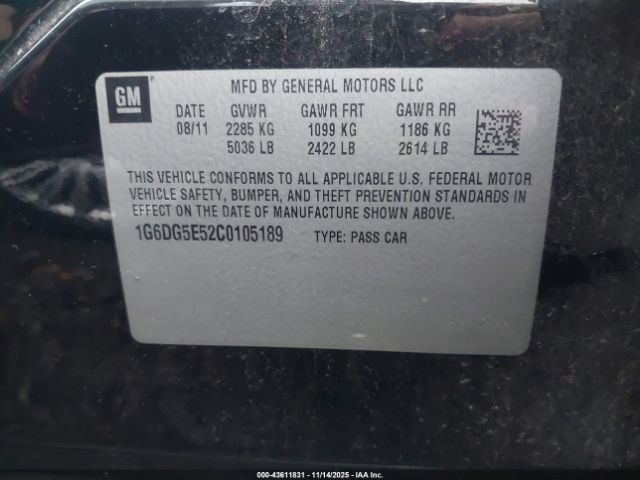 GM
MFD BY GENERAL MOTORS LLC
DATE GVWR GAWR FRT GAWR RR
08/11 2285 KG 1099 KG 1186 KG
5036 LB 2422 LB 2614 LB
THIS VEHICLE CONFORMS TO ALL APPLICABLE U.S. FEDERAL MOTOR
VEHICLE SAFETY, BUMPER, AND THEFT PREVENTION STANDARDS IN
EFFECT ON THE DATE OF MANUFACTURE SHOWN ABOVE.
1G6DG5E52C0105189 TYPE: PASS CAR
000-43611831 - 11/14/2025 - IAA Inc.